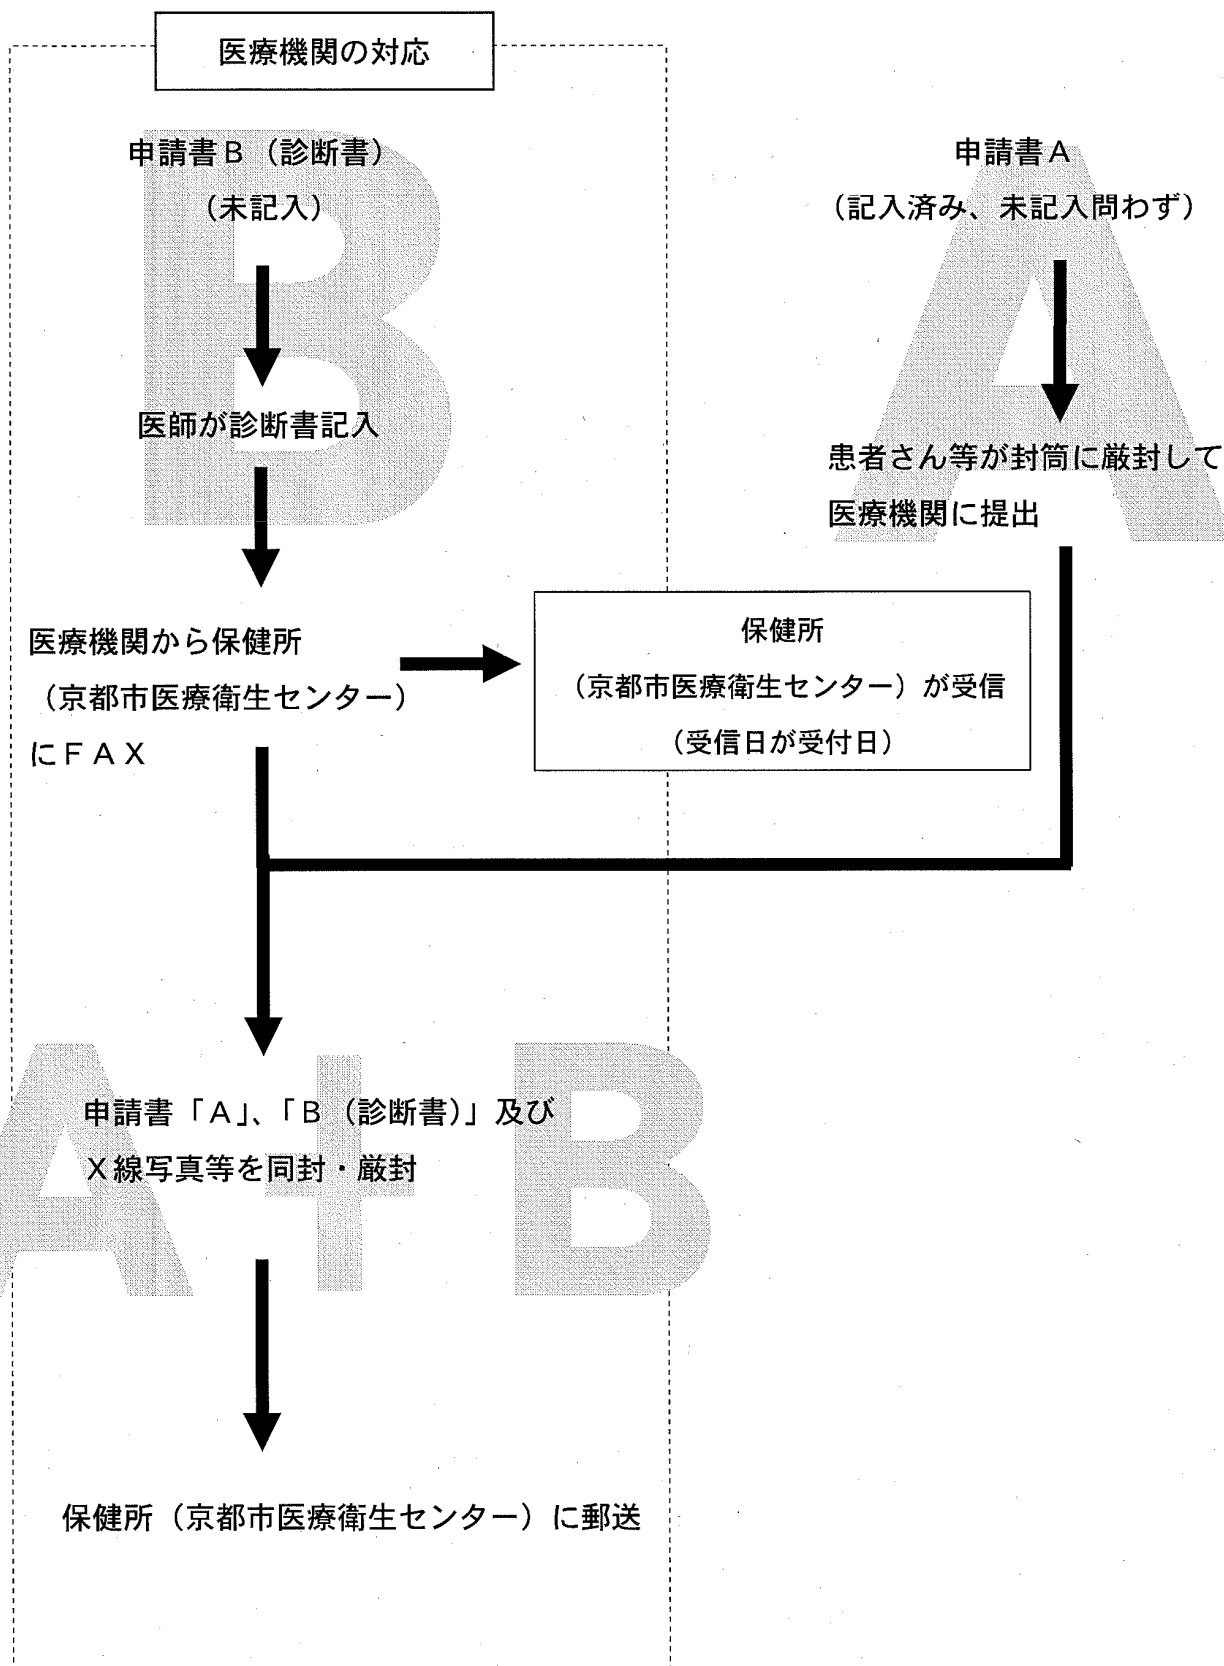 医療機関の対応
申請書B（診断書）
（未記入）
医師が診断書記入
医療機関から保健所
（京都市医療衛生センター）
にFAX
申請書A
（記入済み、未記入問わず）
患者さん等が封筒に厳封して
医療機関に提出
保健所
（京都市医療衛生センター）が受信
（受信日が受付日）
申請書「A」、「B（診断書）」及び
X線写真等を同封・厳封
保健所（京都市医療衛生センター）に郵送
B
A
A+B